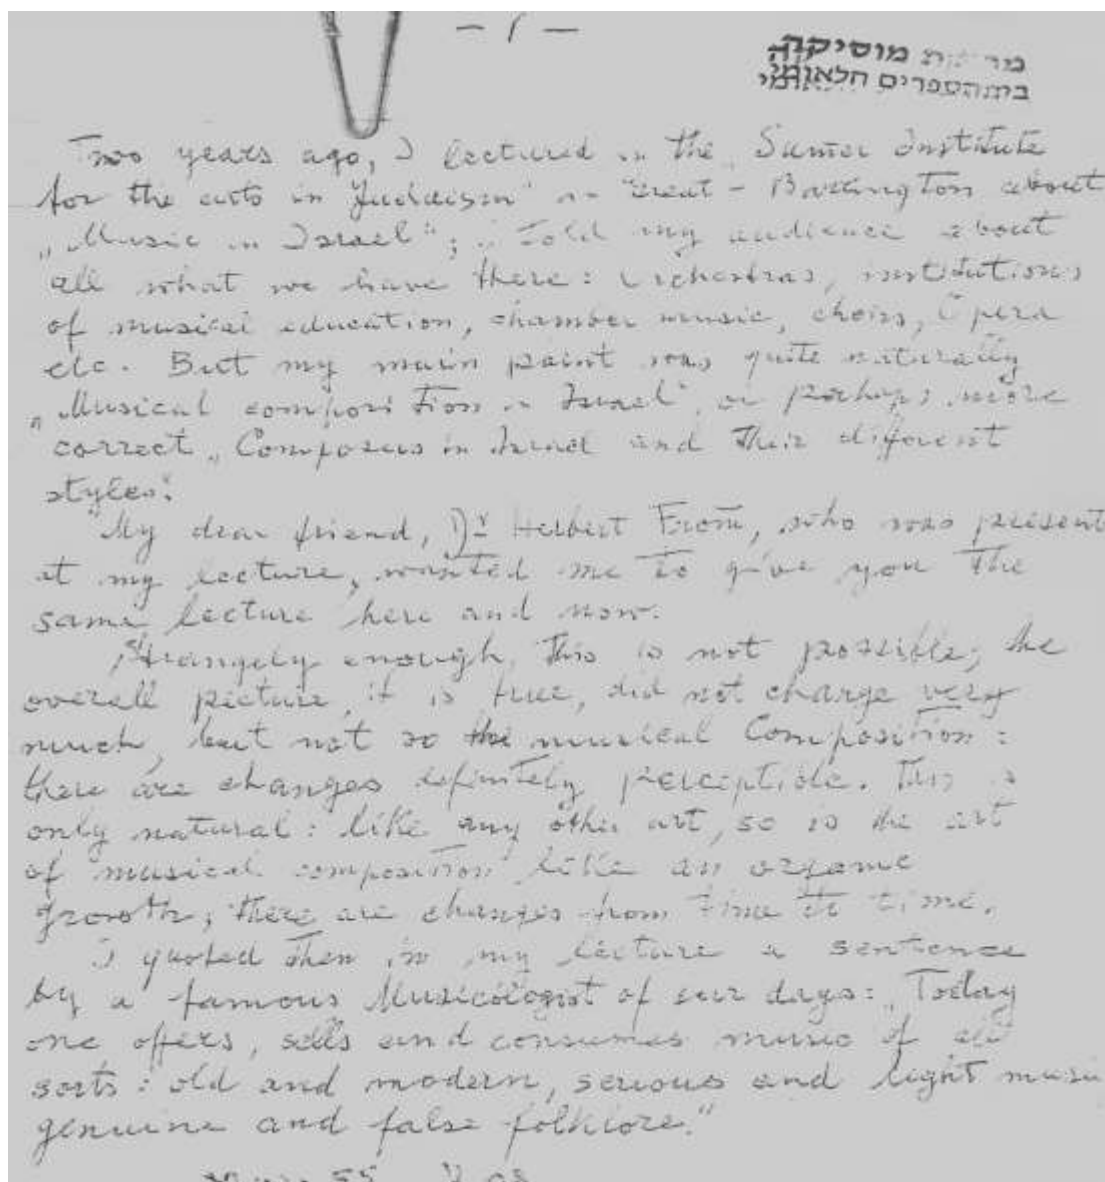 — 1 —
מוסיקה
בית הספרים הלאומי
Two years ago, I lectured in the "Sumer Institute
for the arts in Judaism" in Great-Barrington about
„Music in Israel"; I told my audience about
all what we have there: Orchestras, institutions
of musical education, chamber music, choirs, Opera
etc. But my main point was quite naturally
„Musical composition in Israel", or perhaps more
correct „Composers in Israel and their different
styles".
My dear friend, Dr Herbert From, who was present
at my lecture, wanted me to give you the
same lecture here and now.
Strangely enough, this is not possible; the
overall picture, it is true, did not change very
much, but not so the musical Composition:
there are changes definitely perceptible. This is
only natural: like any other art, so is the art
of musical composition like an organic
growth; there are changes from time to time.
I quoted then in my lecture a sentence
by a famous Musicologist of our days: „Today
one offers, sells and consumes music of all
sorts: old and modern, serious and light musi
genuine and false folklore."